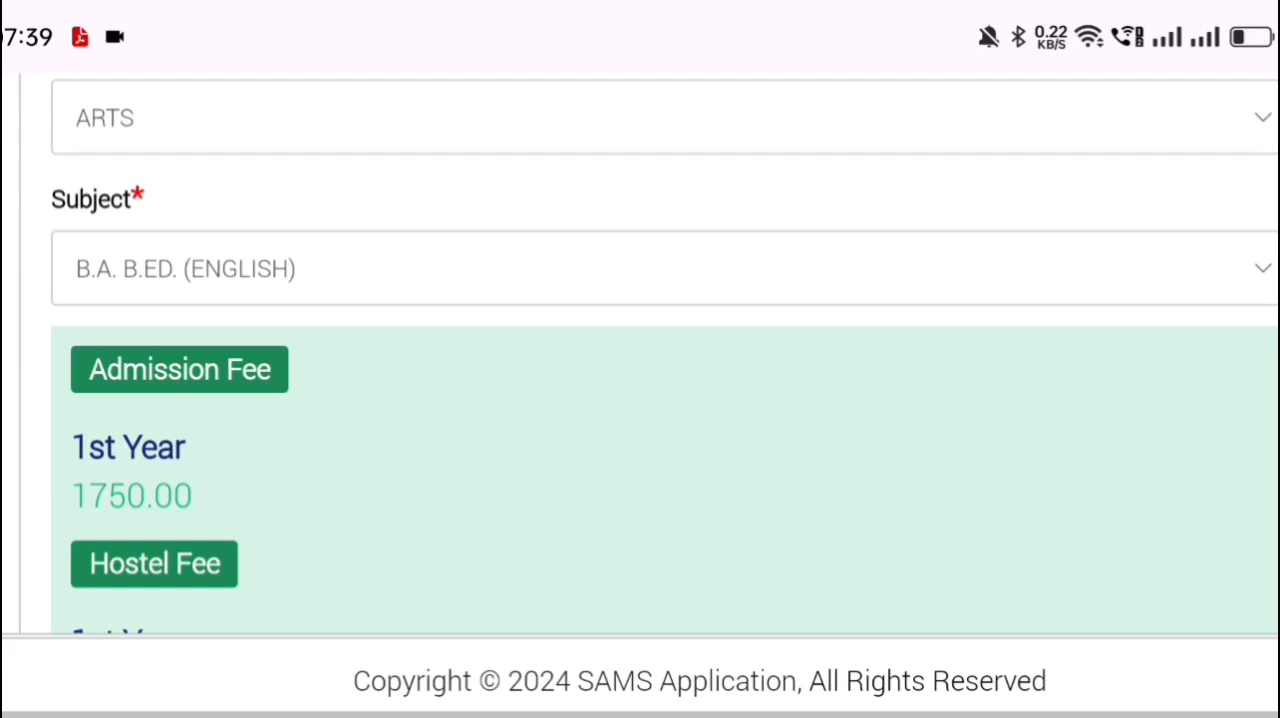 7:39
0.22
KB/S
ARTS
Subject*
B.A. B.ED. (ENGLISH)
Admission Fee
1st Year
1750.00
Hostel Fee
Copyright © 2024 SAMS Application, All Rights Reserved